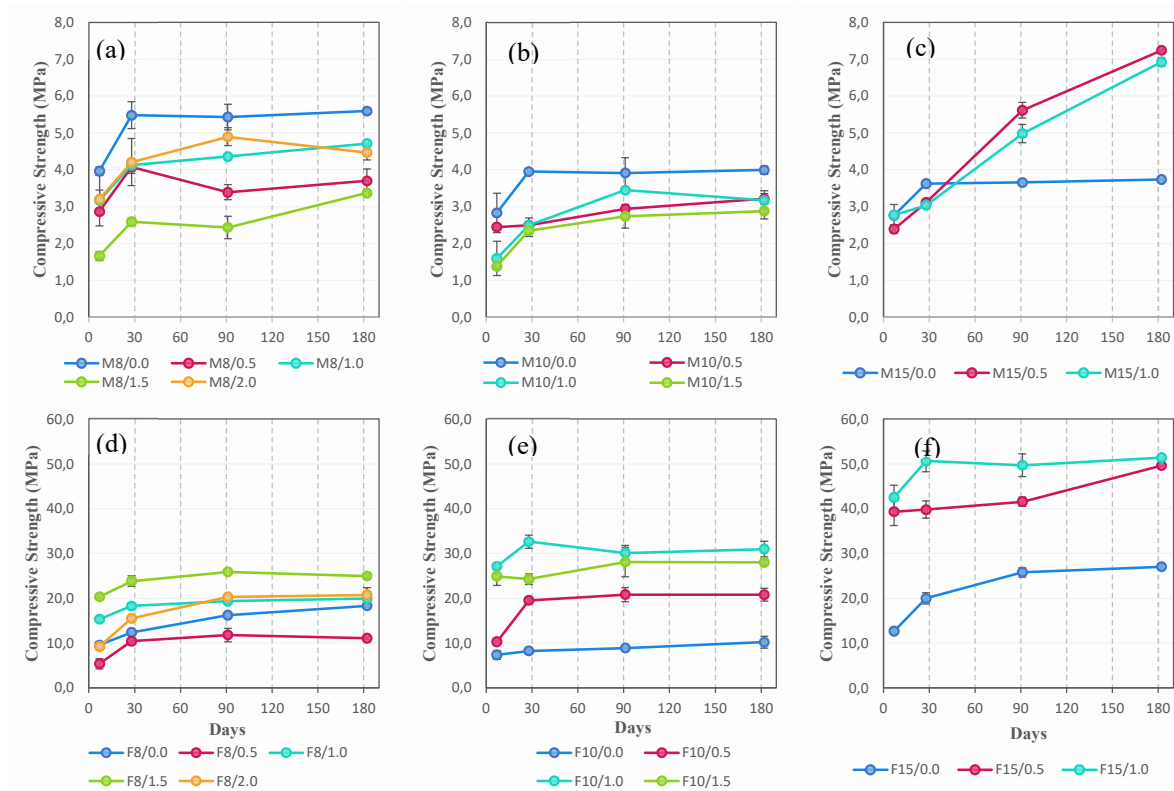 (a)
Compressive Strength (MPa)
8,0
7,0
6,0
5,0
4,0
3,0
2,0
1,0
0,0
0 30 60 90 120 150 180
M8/0.0 M8/0.5 M8/1.0
M8/1.5 M8/2.0
(b)
Compressive Strength (MPa)
8,0
7,0
6,0
5,0
4,0
3,0
2,0
1,0
0,0
0 30 60 90 120 150 180
M10/0.0 M10/0.5
M10/1.0 M10/1.5
(c)
Compressive Strength (MPa)
8,0
7,0
6,0
5,0
4,0
3,0
2,0
1,0
0,0
0 30 60 90 120 150 180
M15/0.0 M15/0.5 M15/1.0
(d)
Compressive Strength (MPa)
60,0
50,0
40,0
30,0
20,0
10,0
0,0
0 30 60 90 120 150 180
Days
F8/0.0 F8/0.5 F8/1.0
F8/1.5 F8/2.0
(e)
Compressive Strength (MPa)
60,0
50,0
40,0
30,0
20,0
10,0
0,0
0 30 60 90 120 150 180
Days
F10/0.0 F10/0.5
F10/1.0 F10/1.5
(f)
Compressive Strength (MPa)
60,0
50,0
40,0
30,0
20,0
10,0
0,0
0 30 60 90 120 150 180
Days
F15/0.0 F15/0.5 F15/1.0